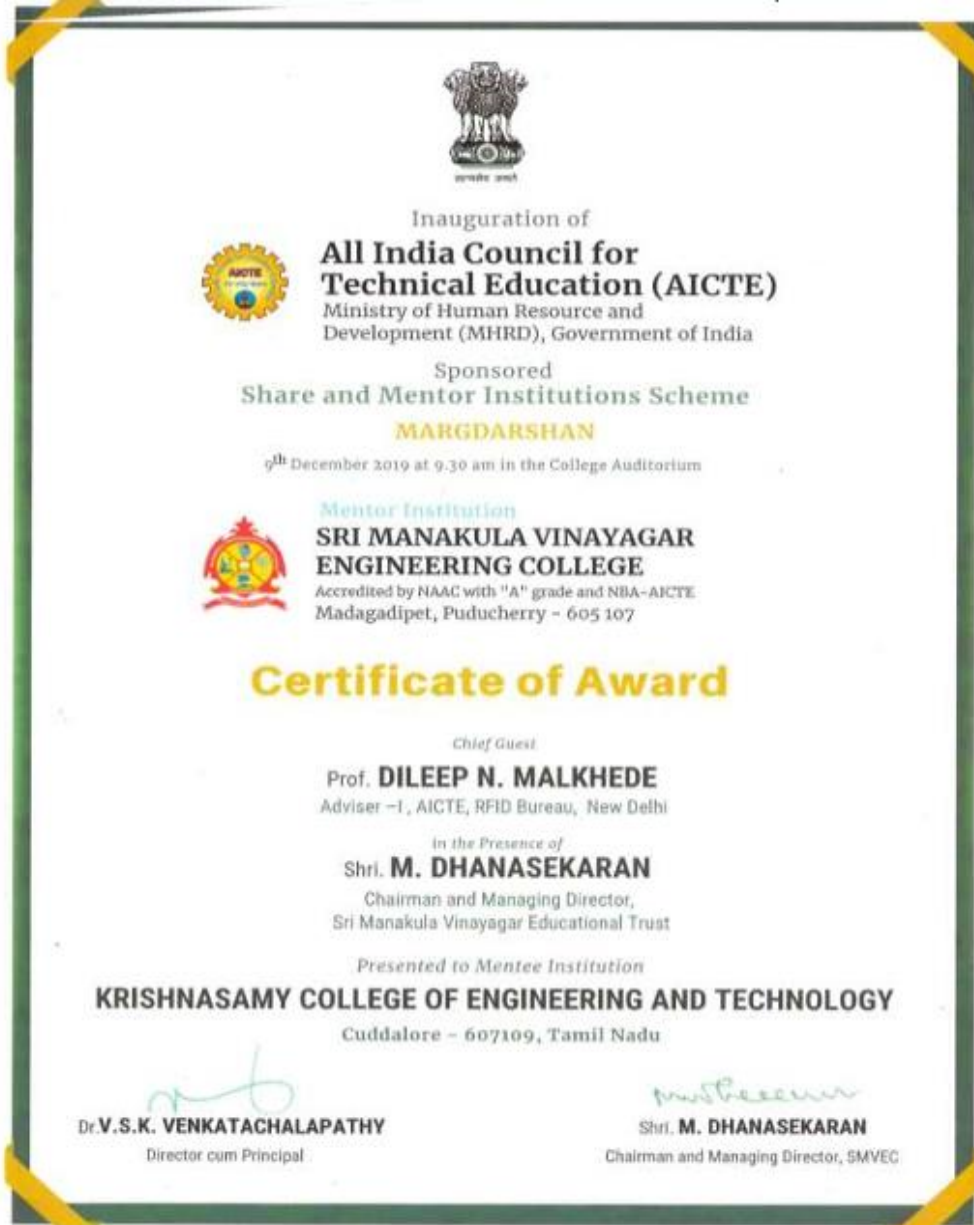 सत्यमेव जयते
Inauguration of
AICTE
All India Council for
Technical Education (AICTE)
Ministry of Human Resource and
Development (MHRD), Government of India
Sponsored
Share and Mentor Institutions Scheme
MARGDARSHAN
9th December 2019 at 9.30 am in the College Auditorium
Mentor Institution
SRI MANAKULA VINAYAGAR
ENGINEERING COLLEGE
Accredited by NAAC with "A" grade and NBA-AICTE
Madagadipet, Puducherry - 605 107
Certificate of Award
Chief Guest
Prof. DILEEP N. MALKHEDE
Adviser -I, AICTE, RFID Bureau, New Delhi
in the Presence of
Shri. M. DHANASEKARAN
Chairman and Managing Director,
Sri Manakula Vinayagar Educational Trust
Presented to Mentee Institution
KRISHNASAMY COLLEGE OF ENGINEERING AND TECHNOLOGY
Cuddalore - 607109, Tamil Nadu
Dr.V.S.K. VENKATACHALAPATHY
Director cum Principal
Shri. M. DHANASEKARAN
Chairman and Managing Director, SMVEC